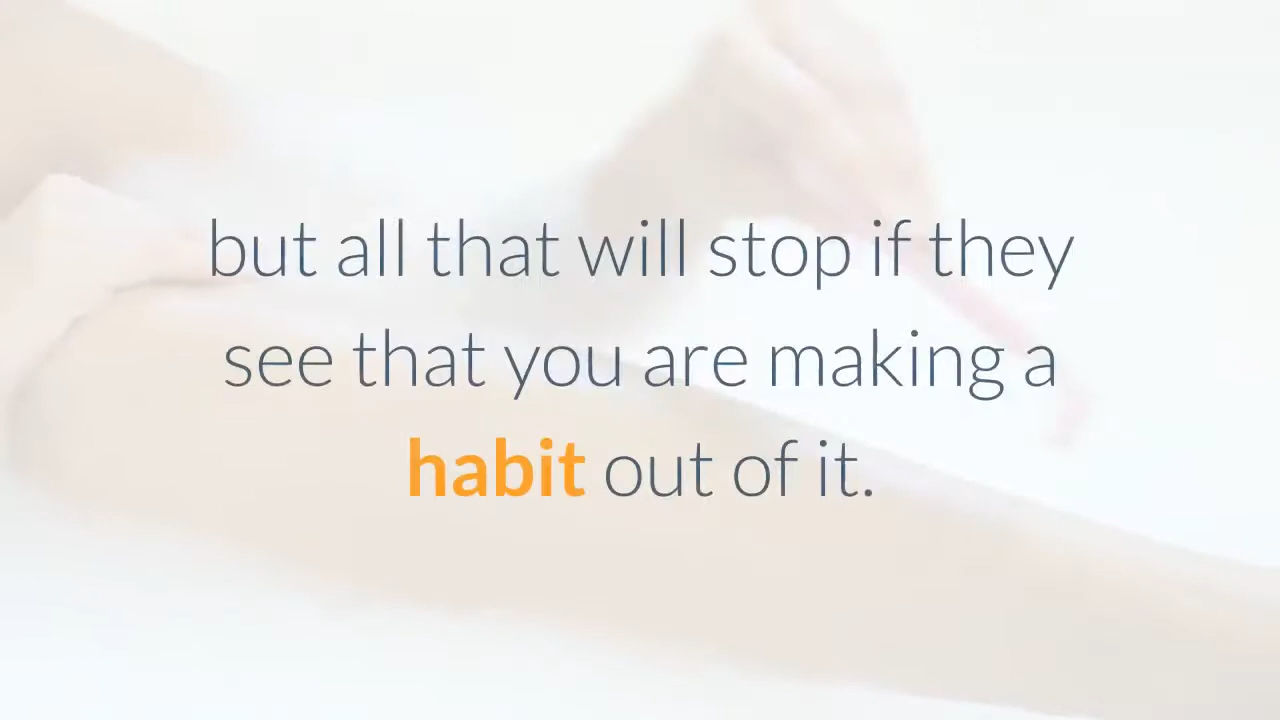 but all that will stop if they
see that you are making a
habit out of it.